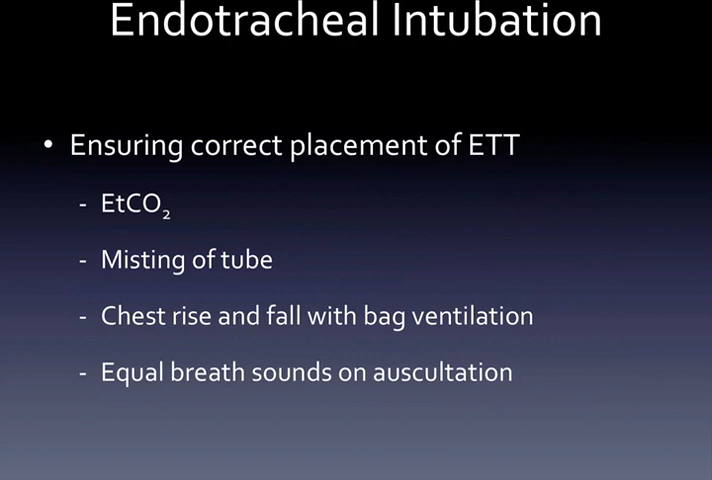 Endotracheal Intubation
• Ensuring correct placement of ETT
- EtCO₂
- Misting of tube
- Chest rise and fall with bag ventilation
- Equal breath sounds on auscultation